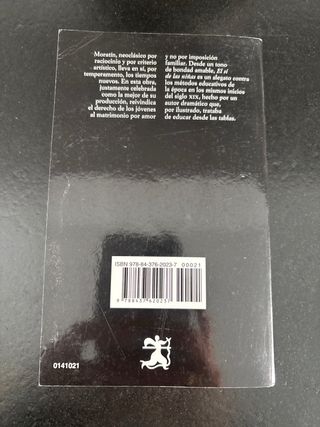 Moratín, neoclásico por
raciocinio y por criterio
artístico, lleva en sí, por
temperamento, los tiempos
nuevos. En esta obra,
justamente celebrada
como la mejor de su
producción, reivindica
el derecho de los jóvenes
al matrimonio por amor
y no por imposición
familiar. Desde un tono
de bondad amable, El sí
de las niñas es un alegato contra
los métodos educativos de
la época en los mismos inicios
del siglo XIX, hecho por un
autor dramático que,
por ilustrado, trataba
de educar desde las tablas.
ISBN 978-84-376-2023-7
00021
9 788437 620237
0141021